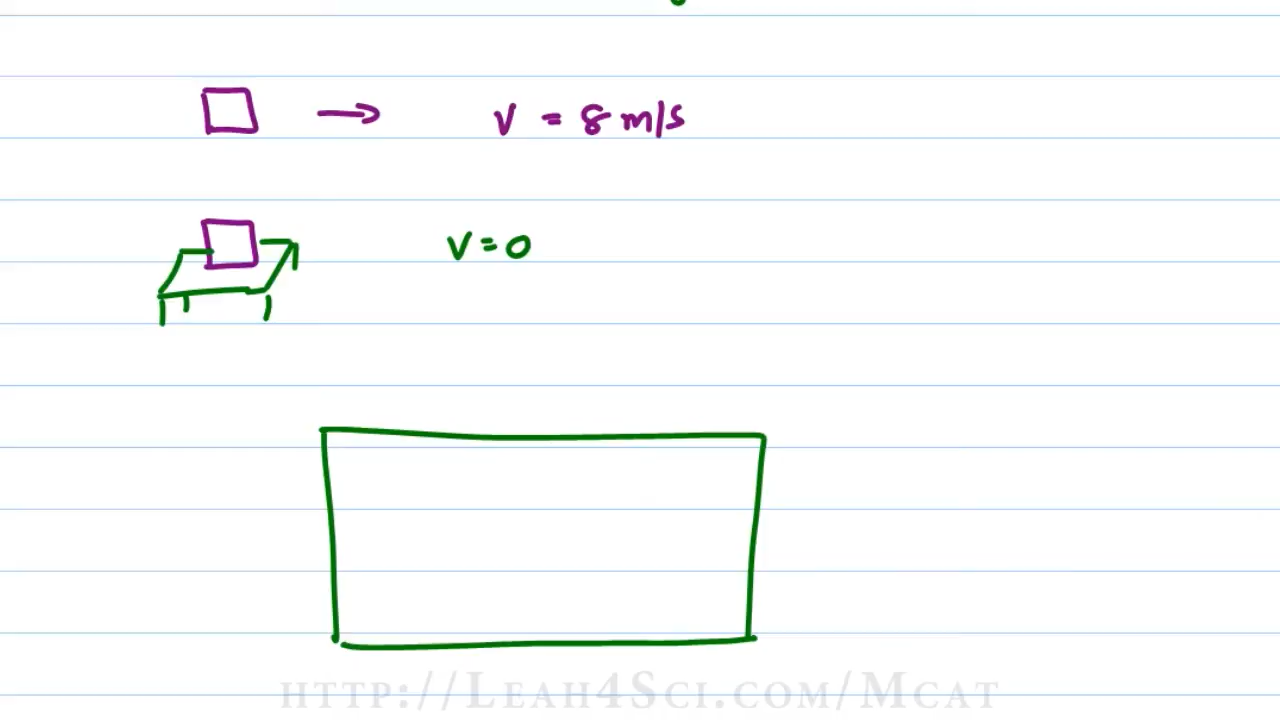 v = 8 m/s
v = 0
HTTP://LEAH4SCI.COM/MCAT